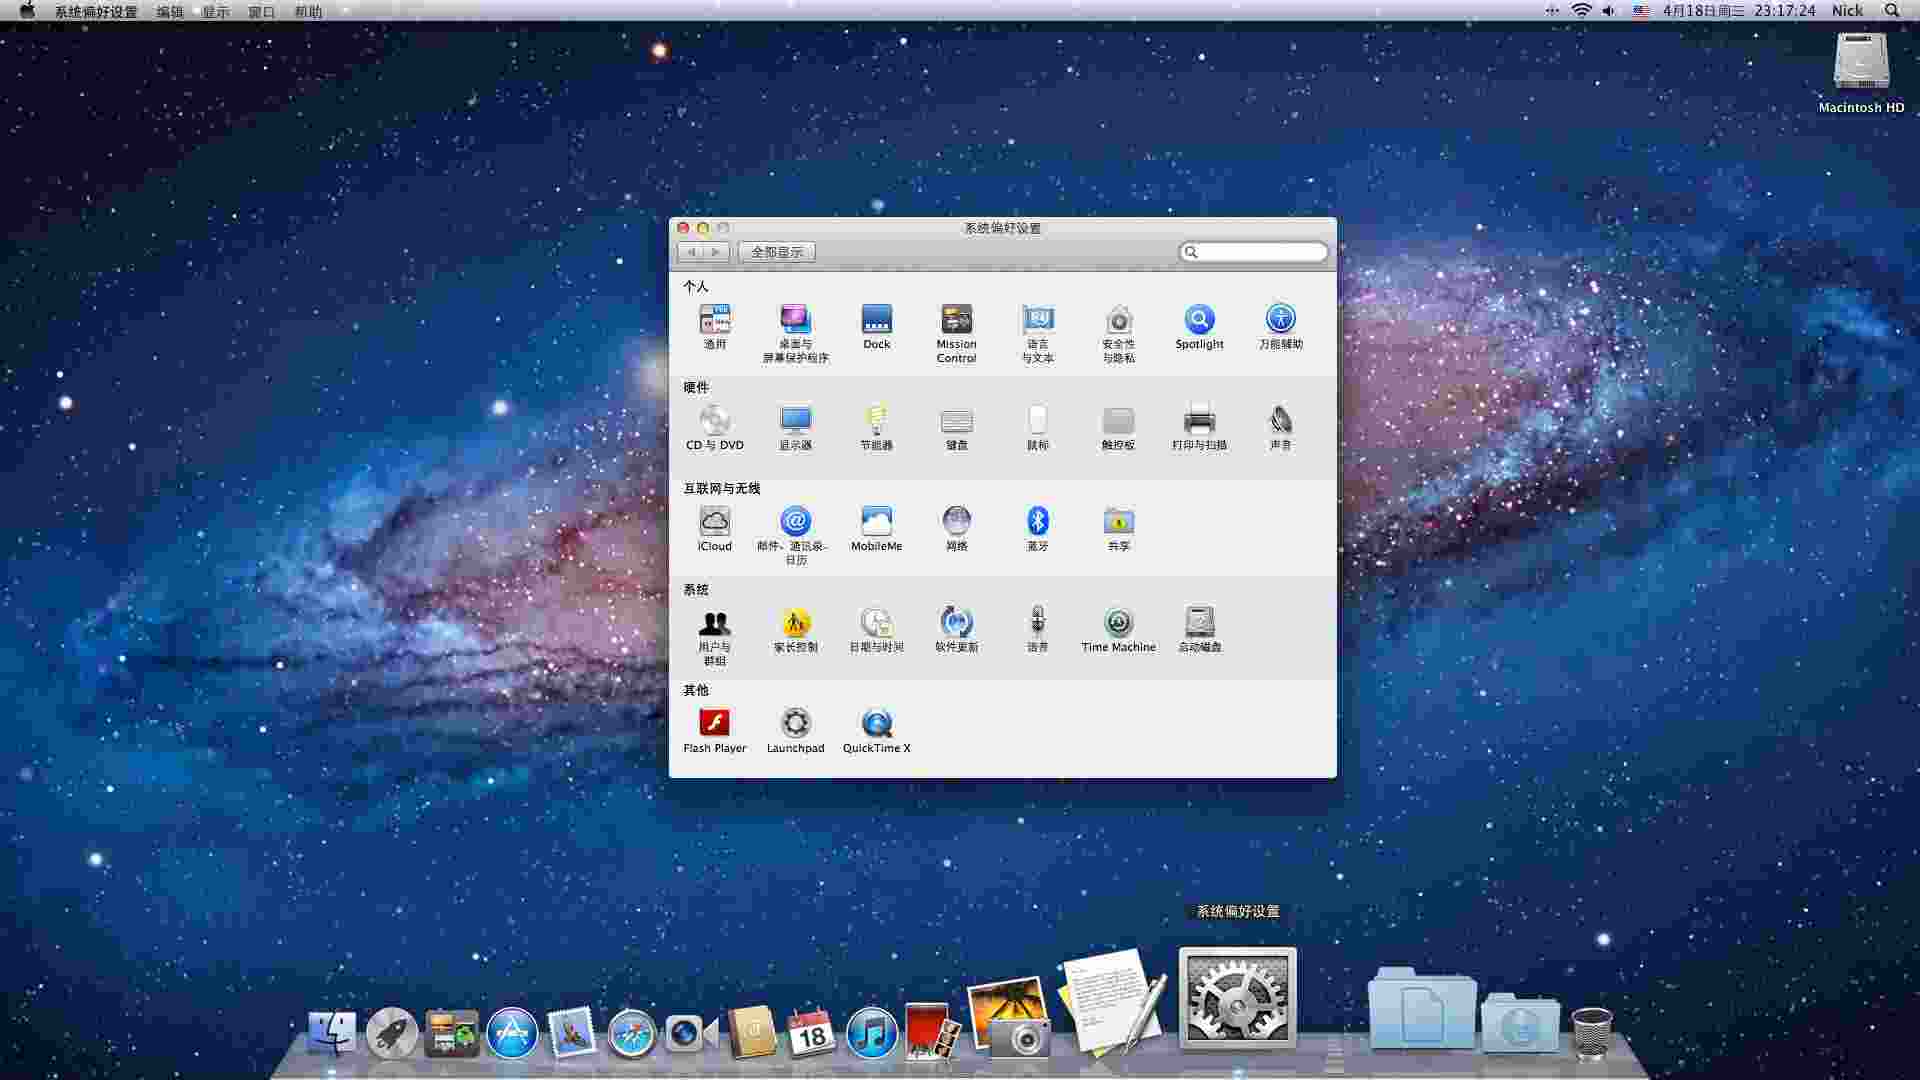 系统偏好设置 编辑 显示 窗口 帮助
4月18日周三 23:17:24 Nick
Macintosh HD
系统偏好设置
全部显示
个人
通用
桌面与
屏幕保护程序
Dock
Mission
Control
语言
与文本
安全性
与隐私
Spotlight
万能辅助
硬件
CD 与 DVD
显示器
节能器
键盘
鼠标
触控板
打印与扫描
声音
互联网与无线
iCloud
邮件、通讯录、
日历
MobileMe
网络
蓝牙
共享
系统
用户与
群组
家长控制
日期与时间
软件更新
语音
Time Machine
启动磁盘
其他
Flash Player
Launchpad
QuickTime X
系统偏好设置
18